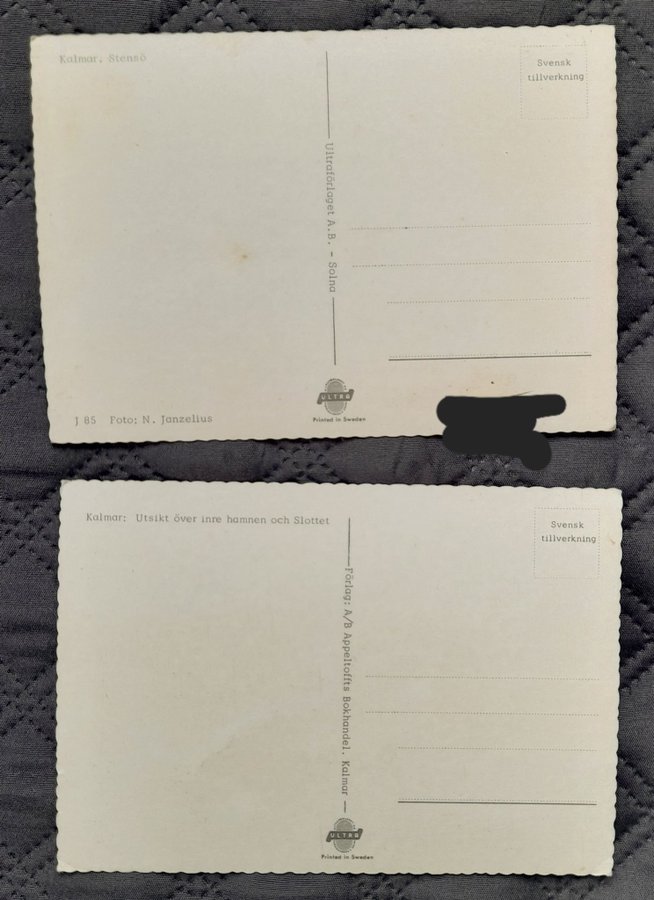 Kalmar, Stensö
Svensk
tillverkning
Ultraförlaget A.B. - Solna
J 85 Foto: N. Janzelius
ULTRA
Printed in Sweden
Kalmar: Utsikt över inre hamnen och Slottet
Svensk
tillverkning
Förlag: A/B Appeltoffts Bokhandel. Kalmar
ULTRA
Printed in Sweden